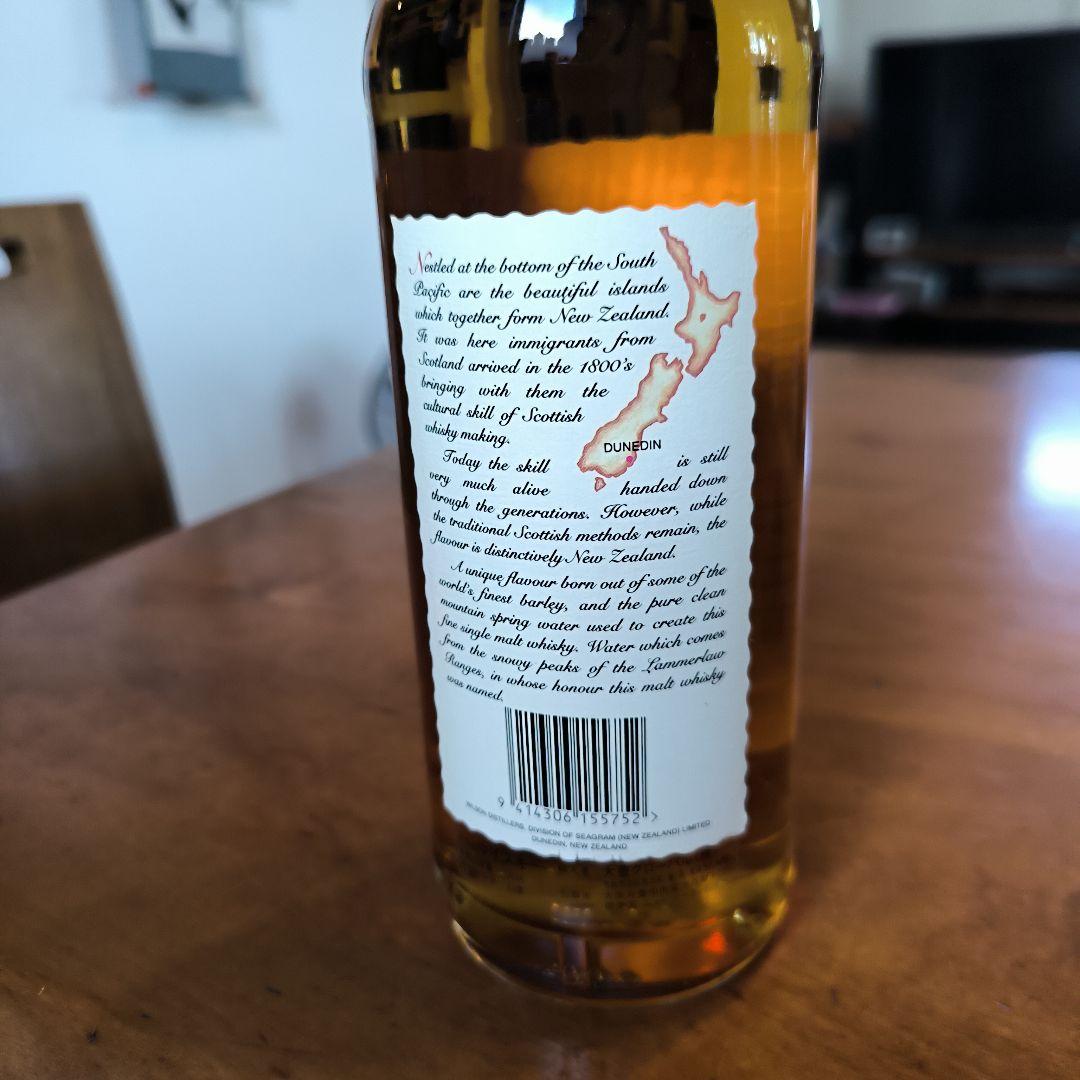 Nestled at the bottom of the South
Pacific are the beautiful islands
which together form New Zealand.
It was here immigrants from
Scotland arrived in the 1800's
bringing with them the
cultural skill of Scottish
whisky making.
DUNEDIN
Today the skill is still
very much alive handed down
through the generations. However, while
the traditional Scottish methods remain, the
flavour is distinctively New Zealand.
A unique flavour born out of some of the
world's finest barley, and the pure clean
mountain spring water used to create this
fine single malt whisky. Water which comes
from the snowy peaks of the Lammerlaw
Ranges, in whose honour this malt whisky
was named.
9 414306 155752 >
WILSON DISTILLERS, DIVISION OF SEAGRAM (NEW ZEALAND) LIMITED
DUNEDIN, NEW ZEALAND